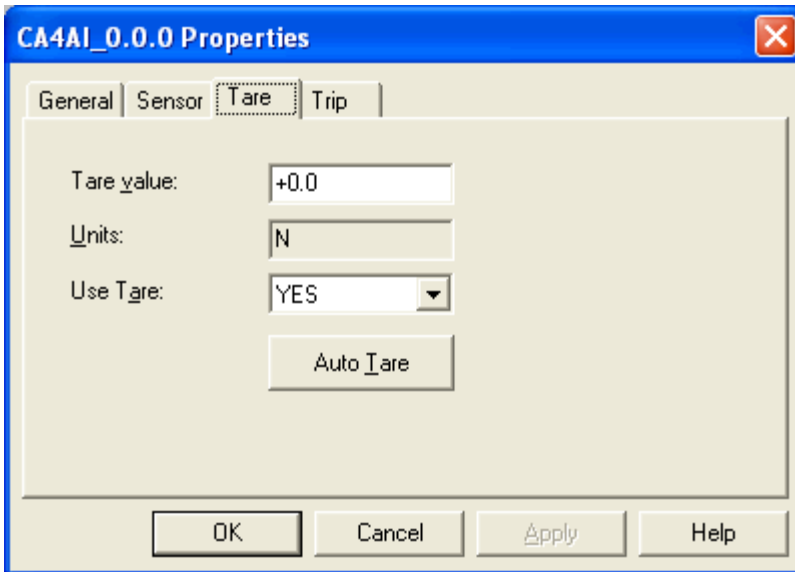 CA4AI_0.0.0 Properties
General Sensor Tare Trip
Tare value: +0.0
Units: N
Use Tare: YES
Auto Tare
OK Cancel Apply Help